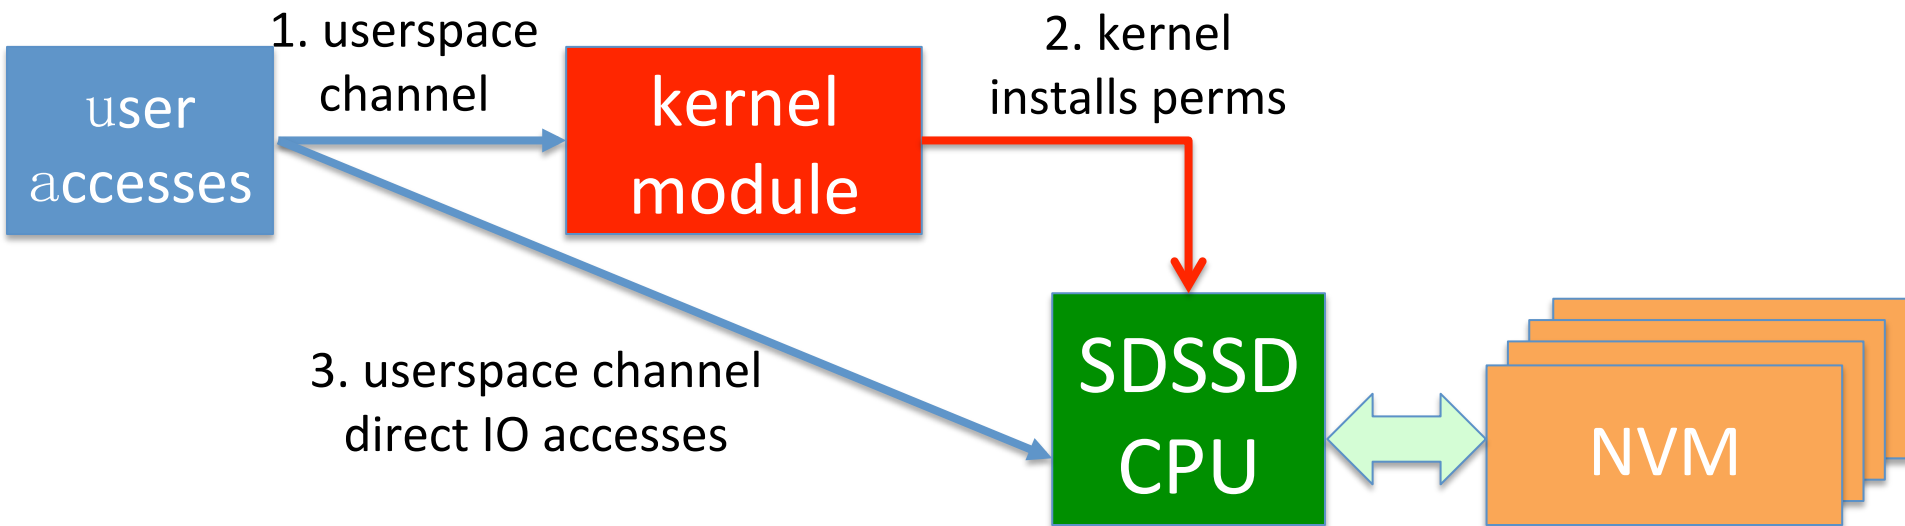 1. userspace
channel
user
accesses
kernel
module
2. kernel
installs perms
3. userspace channel
direct IO accesses
SDSSD
CPU
NVM